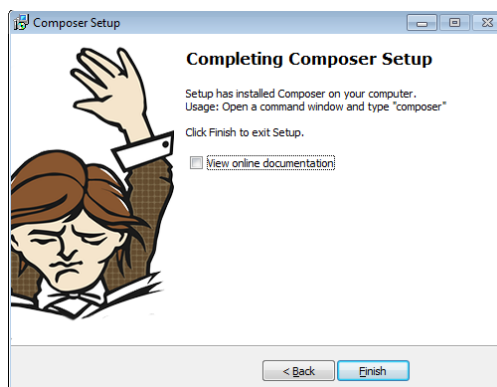 Composer Setup
Completing Composer Setup
Setup has installed Composer on your computer.
Usage: Open a command window and type "composer"
Click Finish to exit Setup.
View online documentation
< Back
Finish